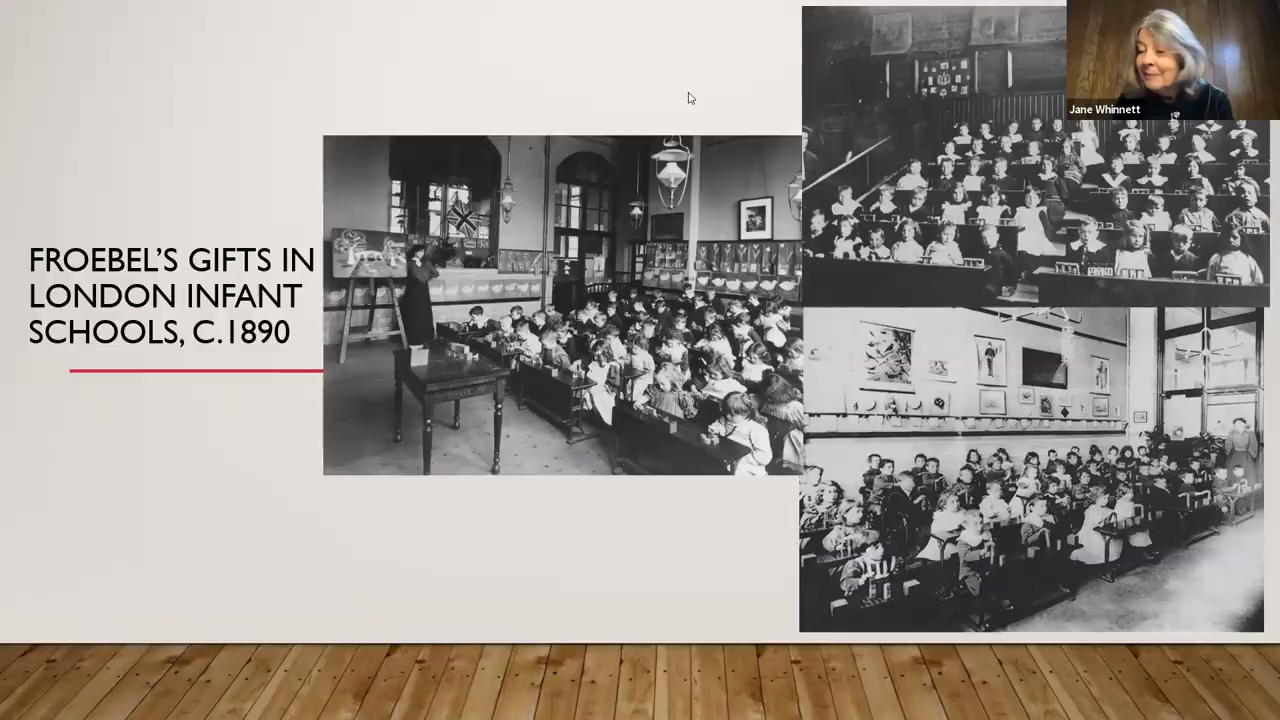 FROEBEL'S GIFTS IN
LONDON INFANT
SCHOOLS, C.1890
Jane Whinnett